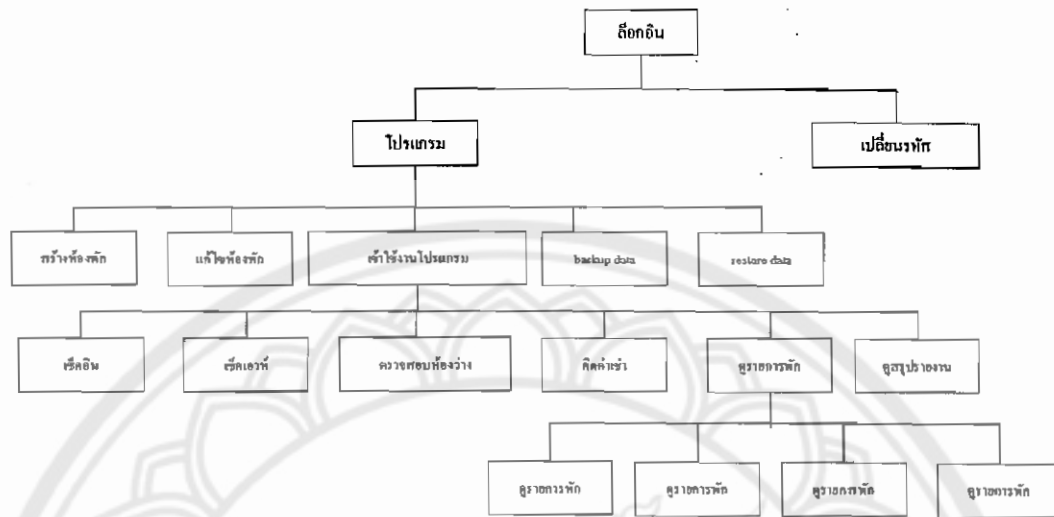 ล็อกอิน
โปรแกรม
เปลี่ยนรหัส
สร้างห้องพัก
แก้ไขห้องพัก
เข้าใช้งานโปรแกรม
backup data
restore data
เช็คอิน
เช็คเอาท์
ตรวจสอบห้องว่าง
คิดค่าเช่า
ดูรายการพัก
ดูสรุปรายงาน
ดูรายการพัก
ดูรายการพัก
ดูรายการพัก
ดูรายการพัก